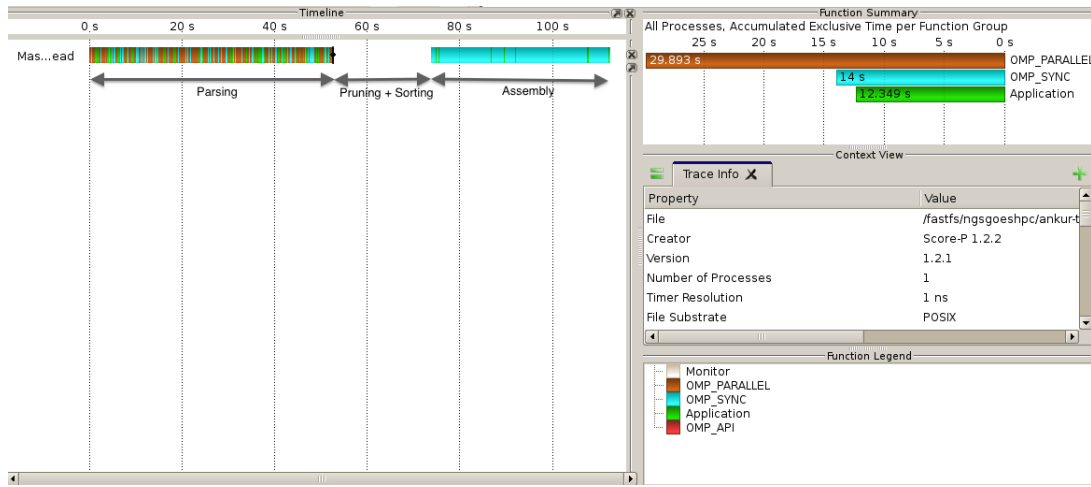 Timeline
0 s 20 s 40 s 60 s 80 s 100 s
Mas...ead
Parsing
Pruning + Sorting
Assembly
Function Summary
All Processes, Accumulated Exclusive Time per Function Group
25 s 20 s 15 s 10 s 5 s 0 s
29.893 s OMP_PARALLEL
14 s OMP_SYNC
12.349 s Application
Context View
Trace Info
Property Value
File /fastfs/ngsgoeshpc/ankur-t
Creator Score-P 1.2.2
Version 1.2.1
Number of Processes 1
Timer Resolution 1 ns
File Substrate POSIX
Function Legend
Monitor
OMP_PARALLEL
OMP_SYNC
Application
OMP_API